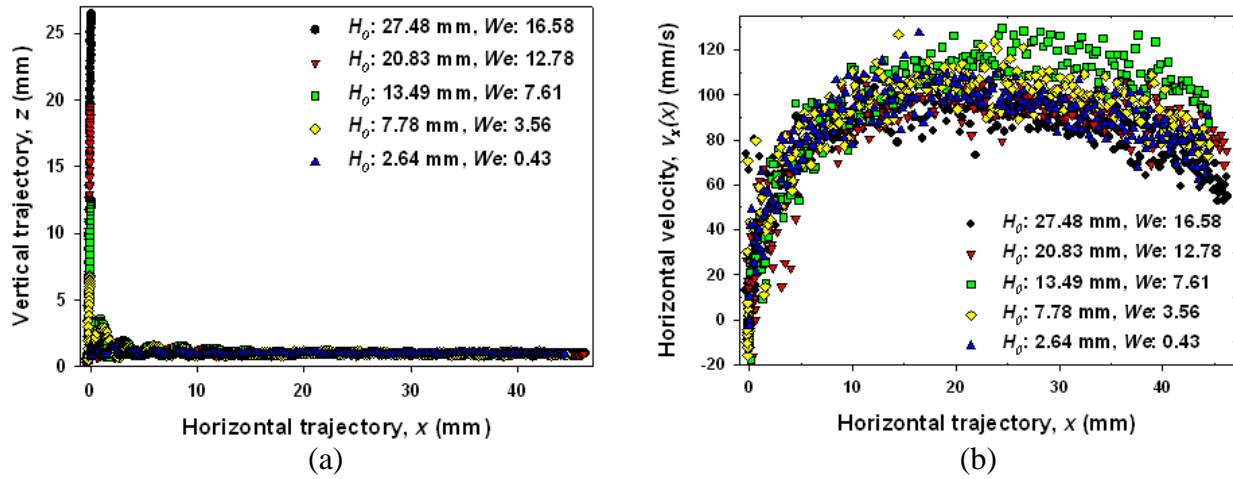 Vertical trajectory, z (mm)
25
20
15
10
5
0
H₀: 27.48 mm, We: 16.58
H₀: 20.83 mm, We: 12.78
H₀: 13.49 mm, We: 7.61
H₀: 7.78 mm, We: 3.56
H₀: 2.64 mm, We: 0.43
0 10 20 30 40
Horizontal trajectory, x (mm)
(a)
Horizontal velocity, vₓ(x) (mm/s)
120
100
80
60
40
20
0
-20
H₀: 27.48 mm, We: 16.58
H₀: 20.83 mm, We: 12.78
H₀: 13.49 mm, We: 7.61
H₀: 7.78 mm, We: 3.56
H₀: 2.64 mm, We: 0.43
0 10 20 30 40
Horizontal trajectory, x (mm)
(b)